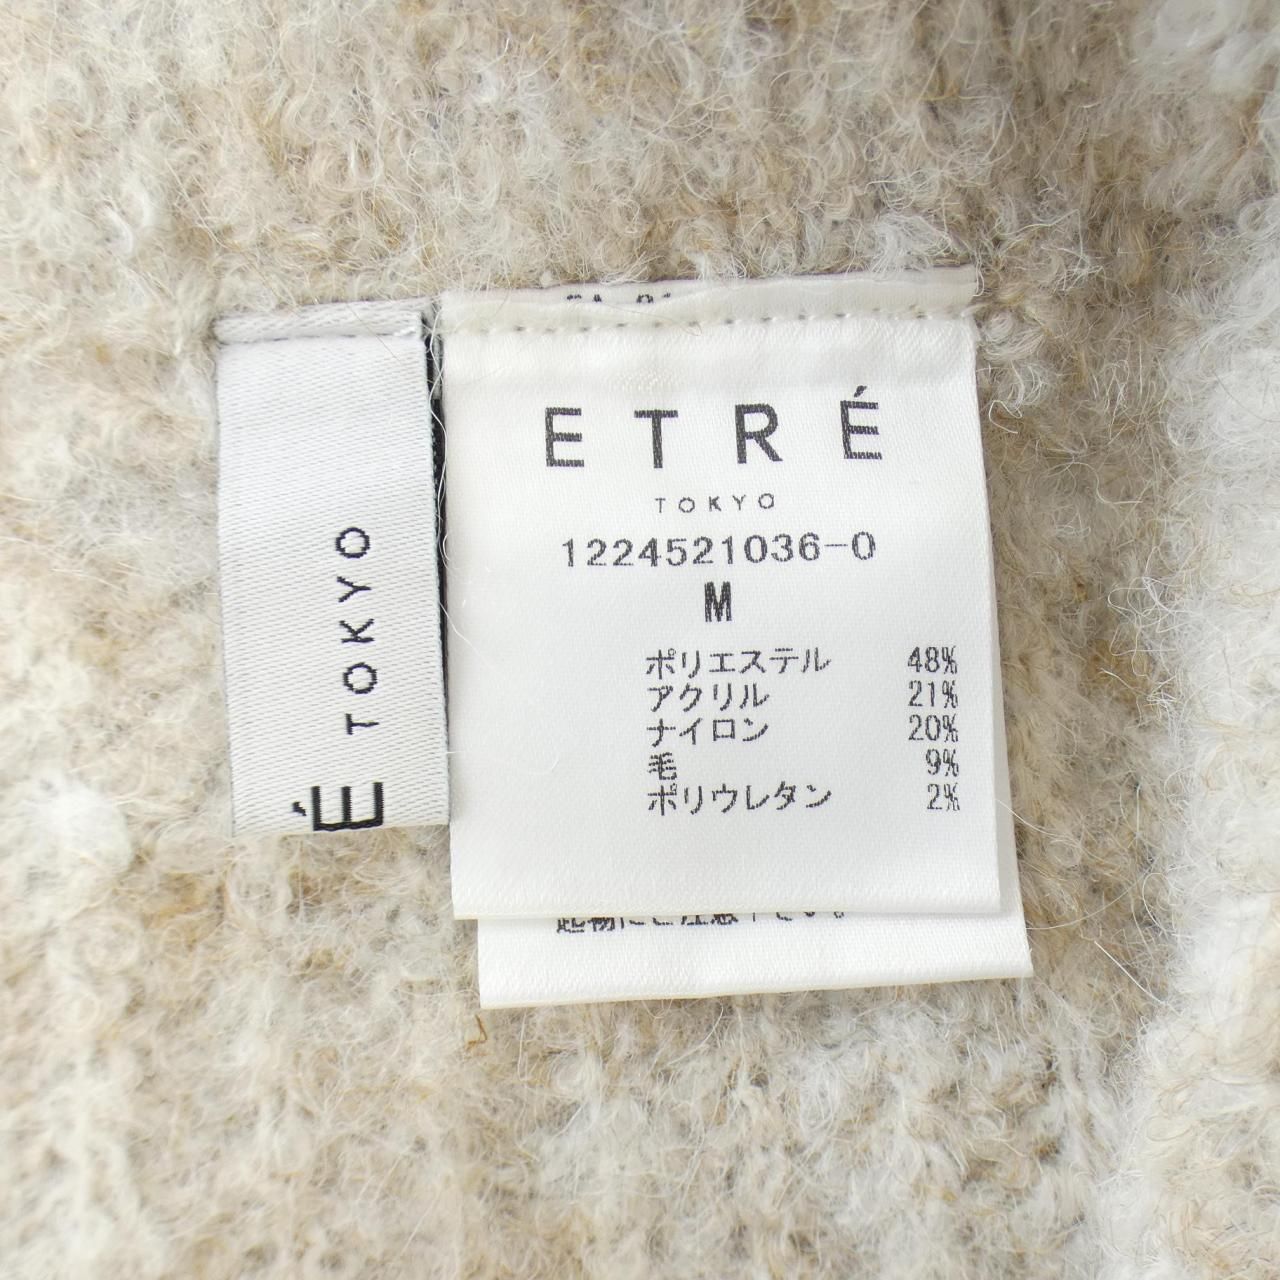 ETRÉ
TOKYO
1224521036-0
M
ポリエステル 48%
アクリル 21%
ナイロン 20%
毛 9%
ポリウレタン 2%
É TOKYO